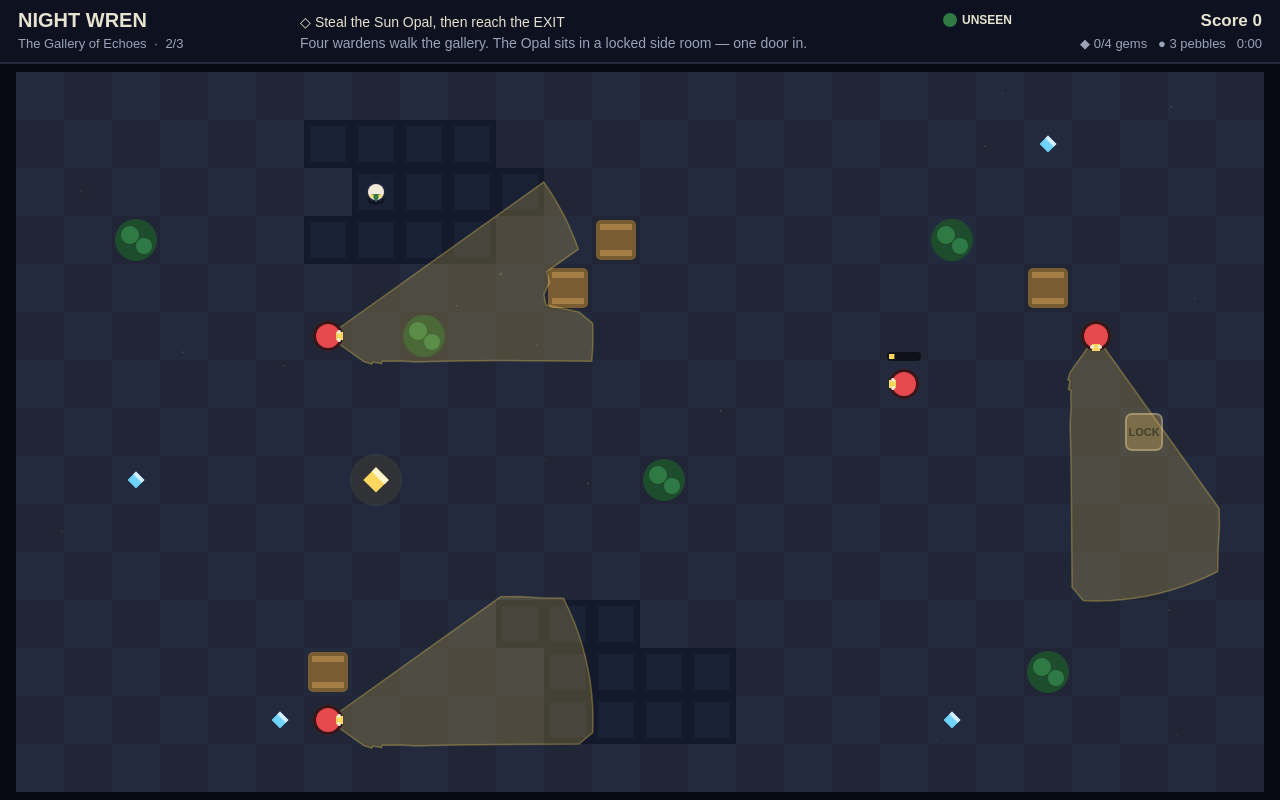 NIGHT WREN
The Gallery of Echoes · 2/3
◇ Steal the Sun Opal, then reach the EXIT
Four wardens walk the gallery. The Opal sits in a locked side room — one door in.
UNSEEN
Score 0
◆ 0/4 gems ● 3 pebbles 0:00
LOCK